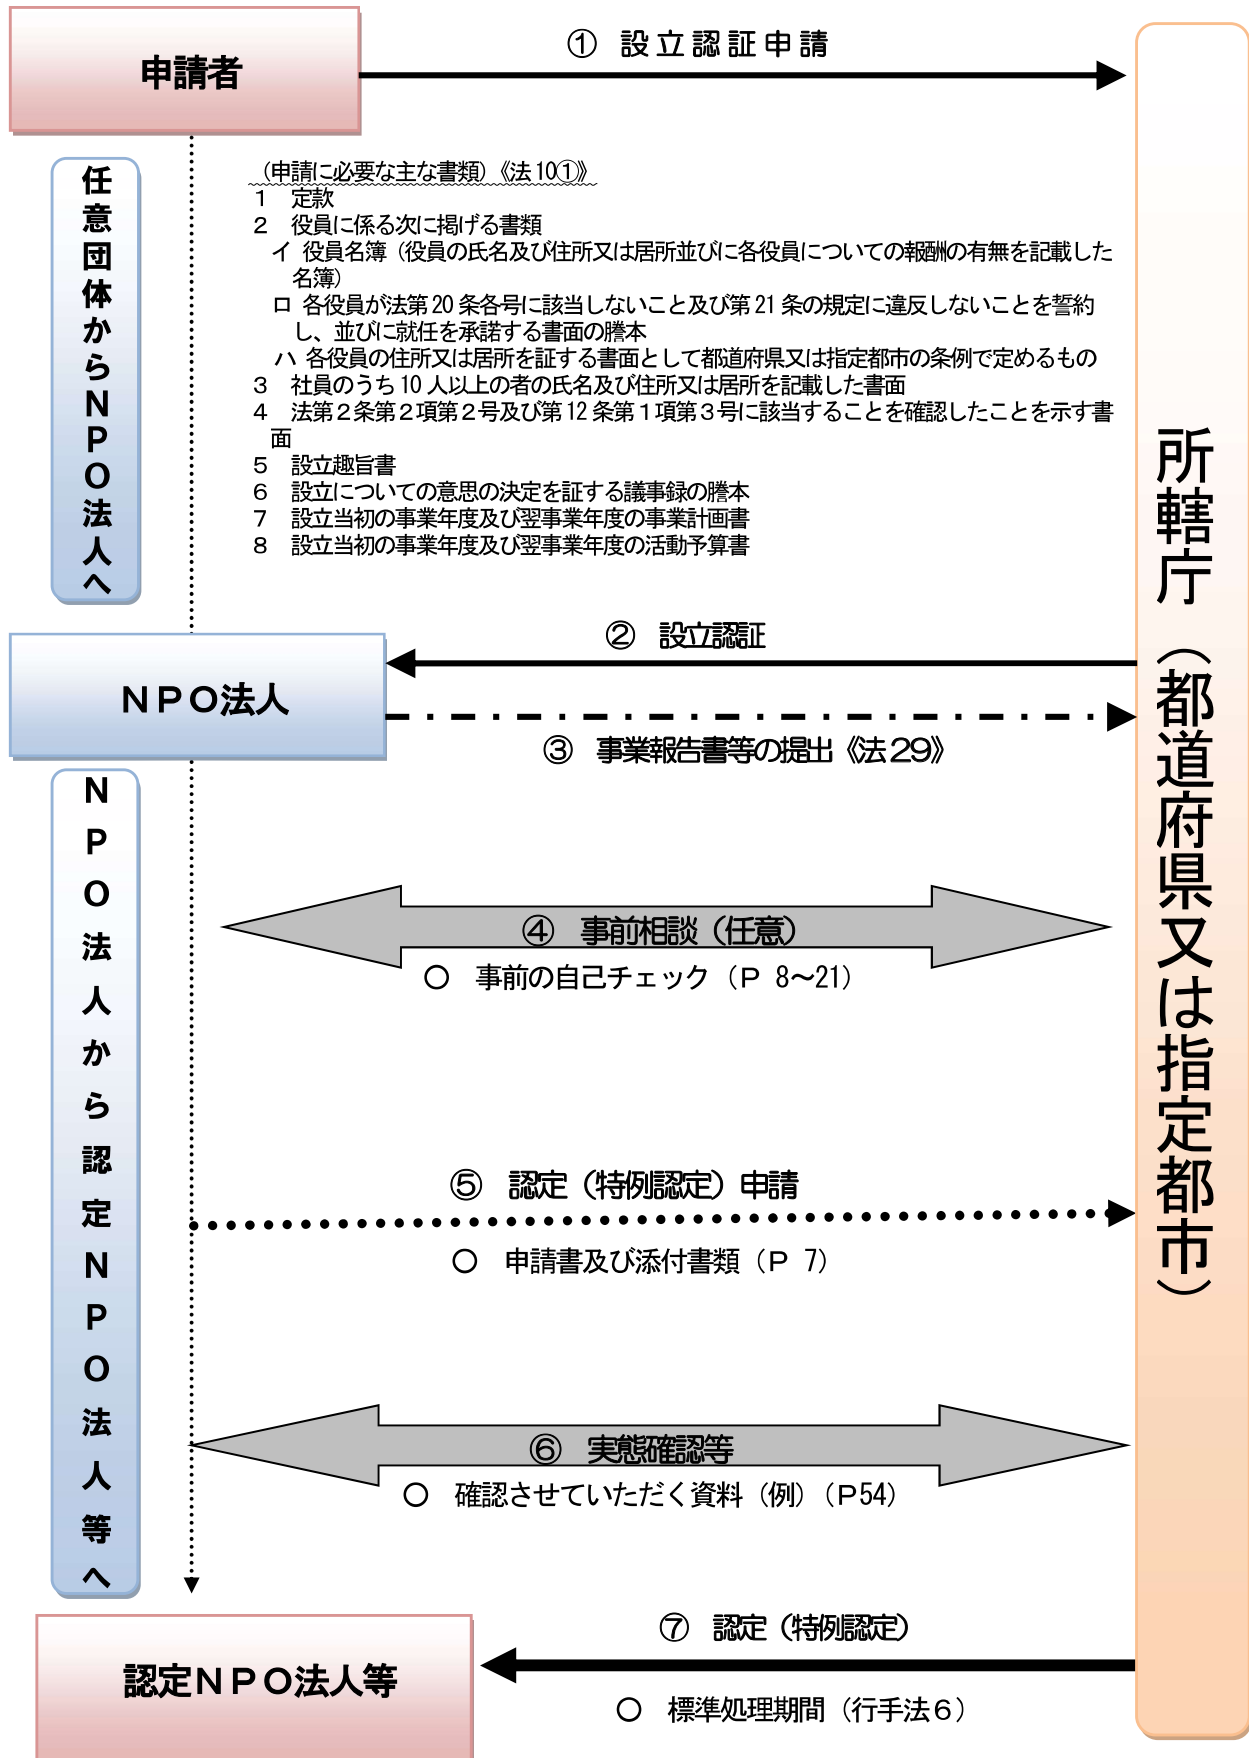 申請者
① 設立認証申請
任意団体からNPO法人へ
（申請に必要な主な書類）《法10①》
1 定款
2 役員に係る次に掲げる書類
イ 役員名簿（役員の氏名及び住所又は居所並びに各役員についての報酬の有無を記載した
名簿）
ロ 各役員が法第20条各号に該当しないこと及び第21条の規定に違反しないことを誓約
し、並びに就任を承諾する書面の謄本
ハ 各役員の住所又は居所を証する書面として都道府県又は指定都市の条例で定めるもの
3 社員のうち10人以上の者の氏名及び住所又は居所を記載した書面
4 法第2条第2項第2号及び第12条第1項第3号に該当することを確認したことを示す書
面
5 設立趣旨書
6 設立についての意思の決定を証する議事録の謄本
7 設立当初の事業年度及び翌事業年度の事業計画書
8 設立当初の事業年度及び翌事業年度の活動予算書
所轄庁（都道府県又は指定都市）
② 設立認証
NPO法人
③ 事業報告書等の提出《法29》
NPO法人から認定NPO法人等へ
④ 事前相談（任意）
○ 事前の自己チェック（P 8～21）
⑤ 認定（特例認定）申請
○ 申請書及び添付書類（P 7）
⑥ 実態確認等
○ 確認させていただく資料（例）（P54）
⑦ 認定（特例認定）
認定NPO法人等
○ 標準処理期間（行手法6）